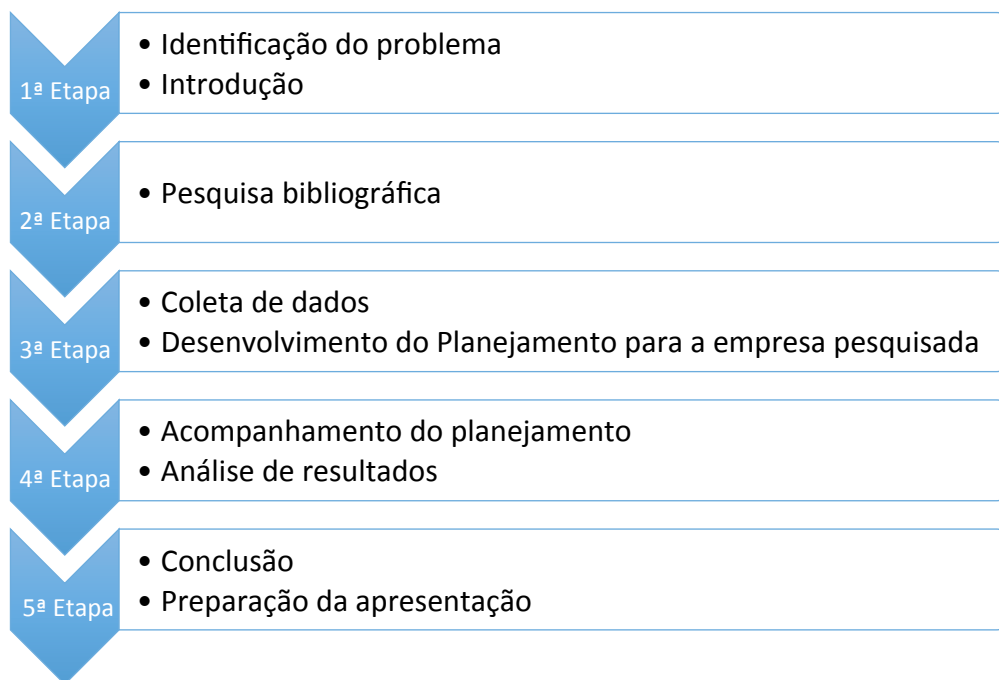 1ª Etapa
• Identificação do problema
• Introdução
2ª Etapa
• Pesquisa bibliográfica
3ª Etapa
• Coleta de dados
• Desenvolvimento do Planejamento para a empresa pesquisada
4ª Etapa
• Acompanhamento do planejamento
• Análise de resultados
5ª Etapa
• Conclusão
• Preparação da apresentação